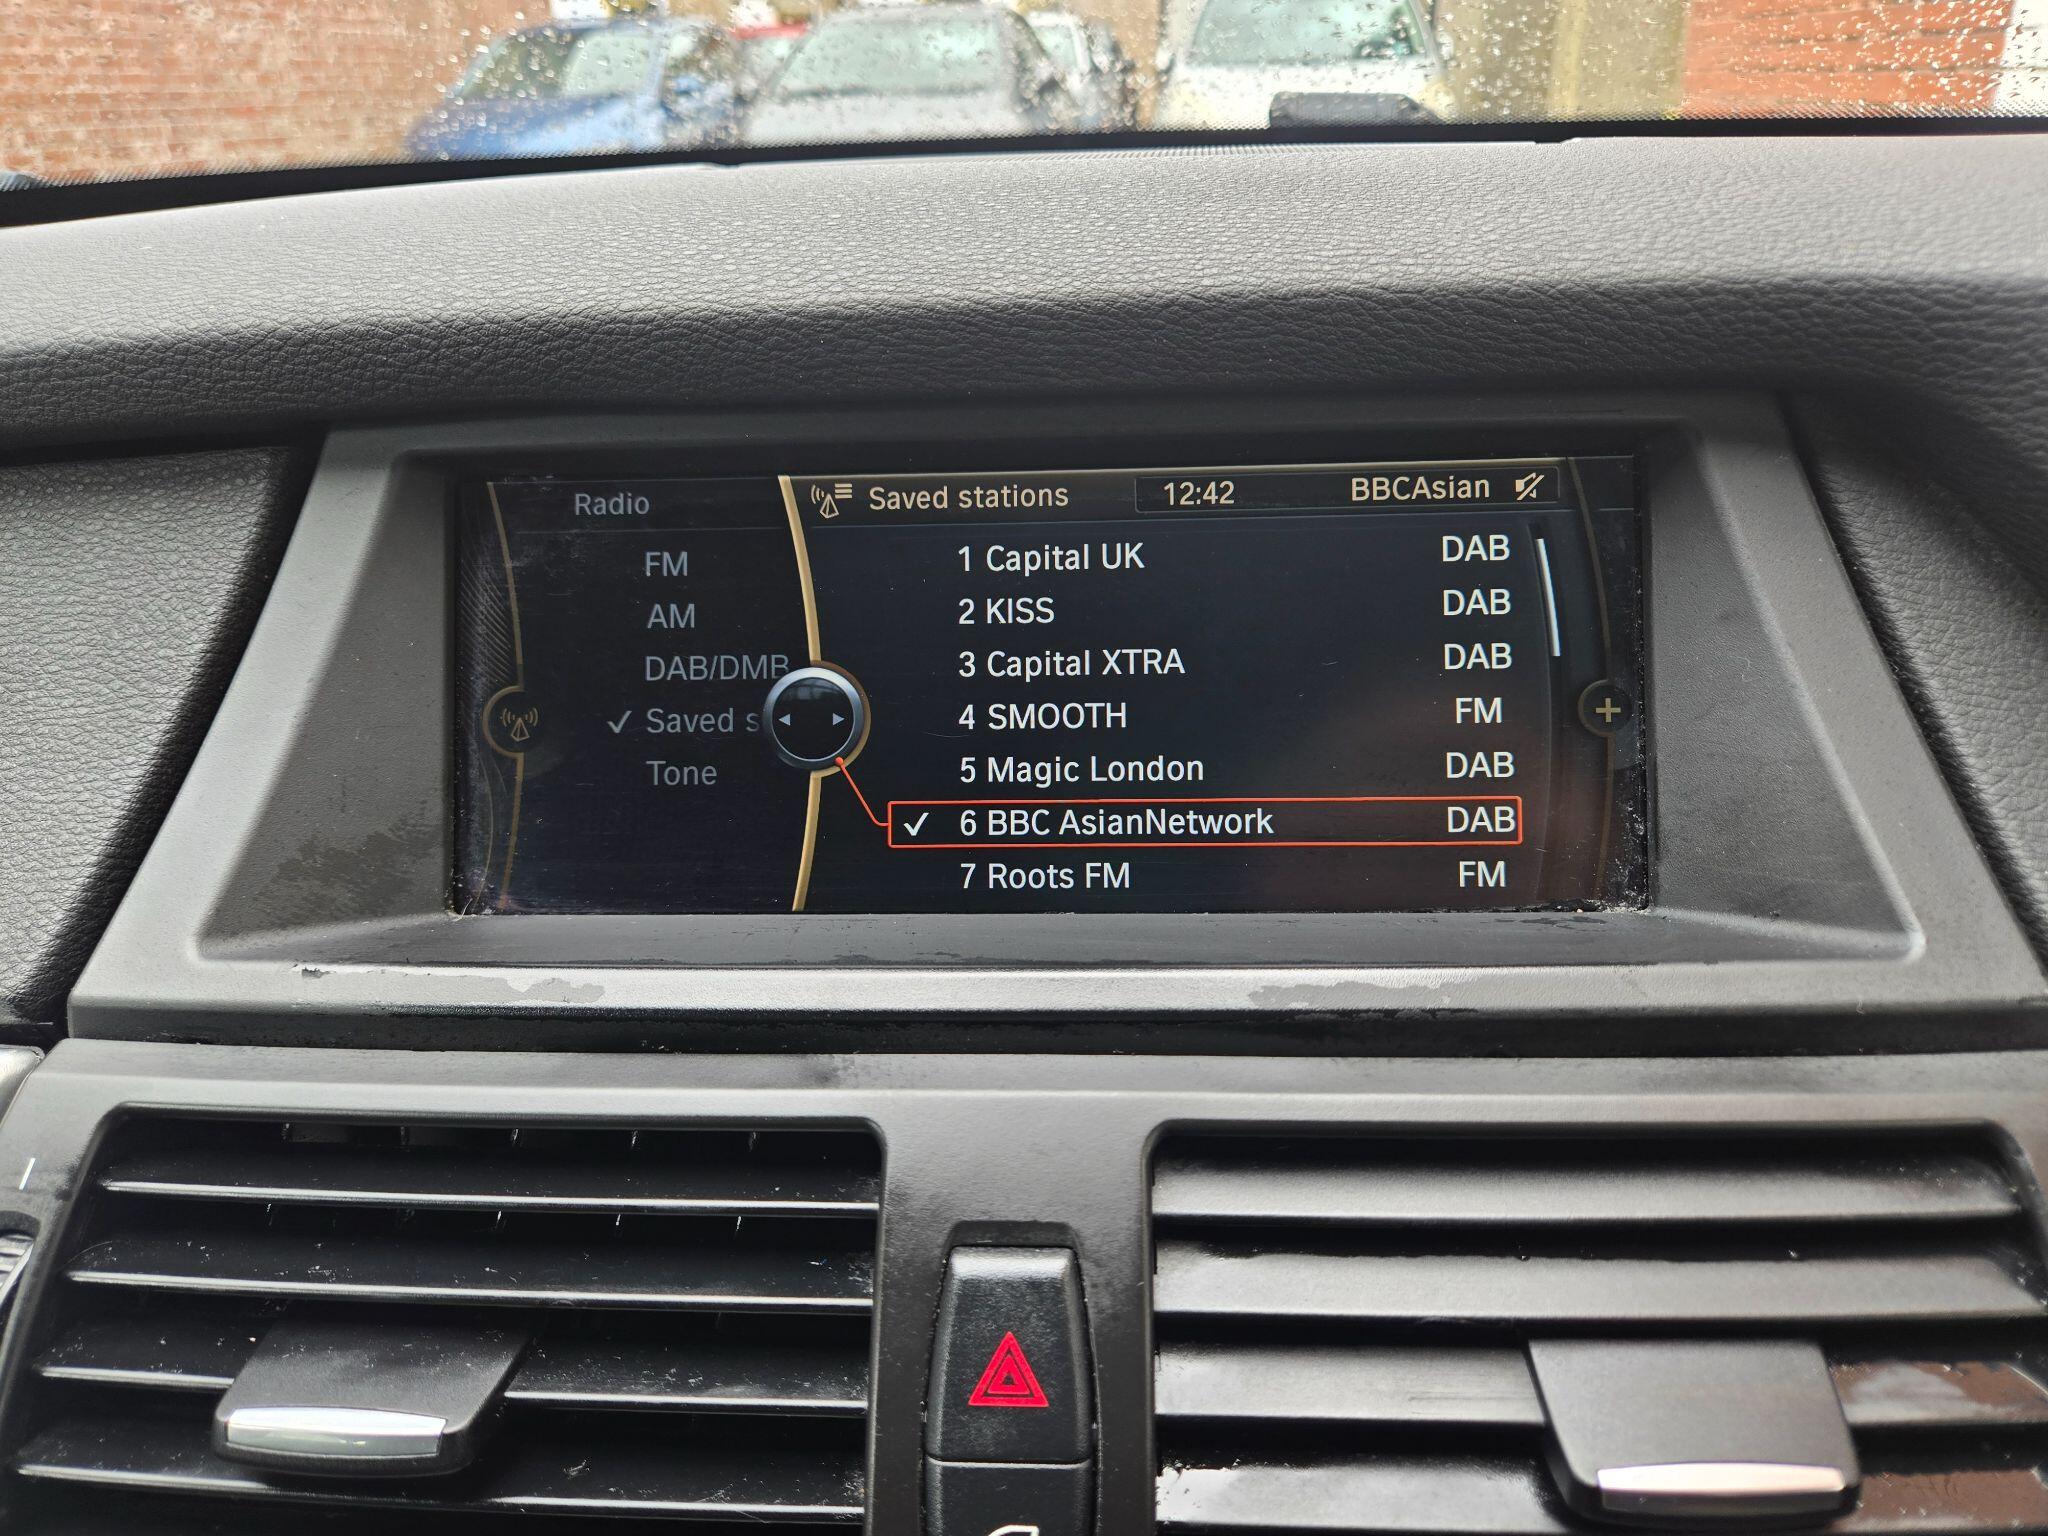 Radio
FM
AM
DAB/DMB
✓ Saved s
Tone
Saved stations 12:42 BBCAsian
1 Capital UK DAB
2 KISS DAB
3 Capital XTRA DAB
4 SMOOTH FM
5 Magic London DAB
✓ 6 BBC AsianNetwork DAB
7 Roots FM FM